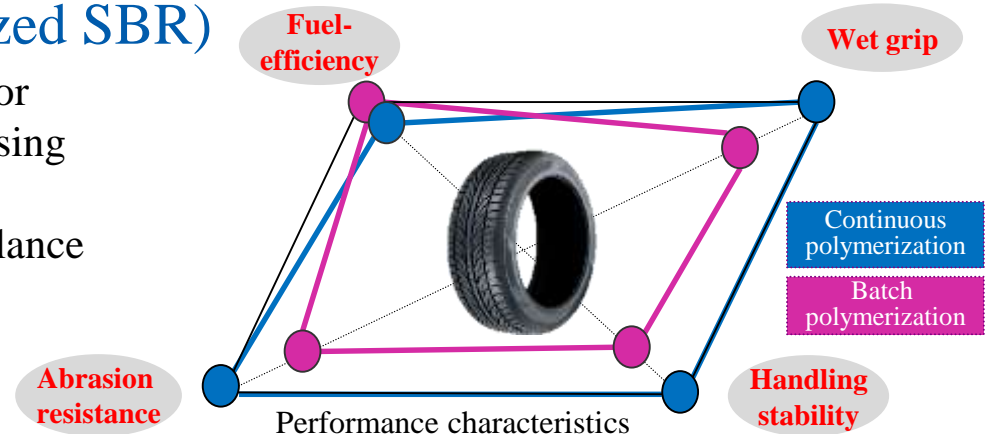 zed SBR)
or
sing
lance
Fuel-
efficiency
Wet grip
Continuous
polymerization
Batch
polymerization
Abrasion
resistance
Handling
stability
Performance characteristics